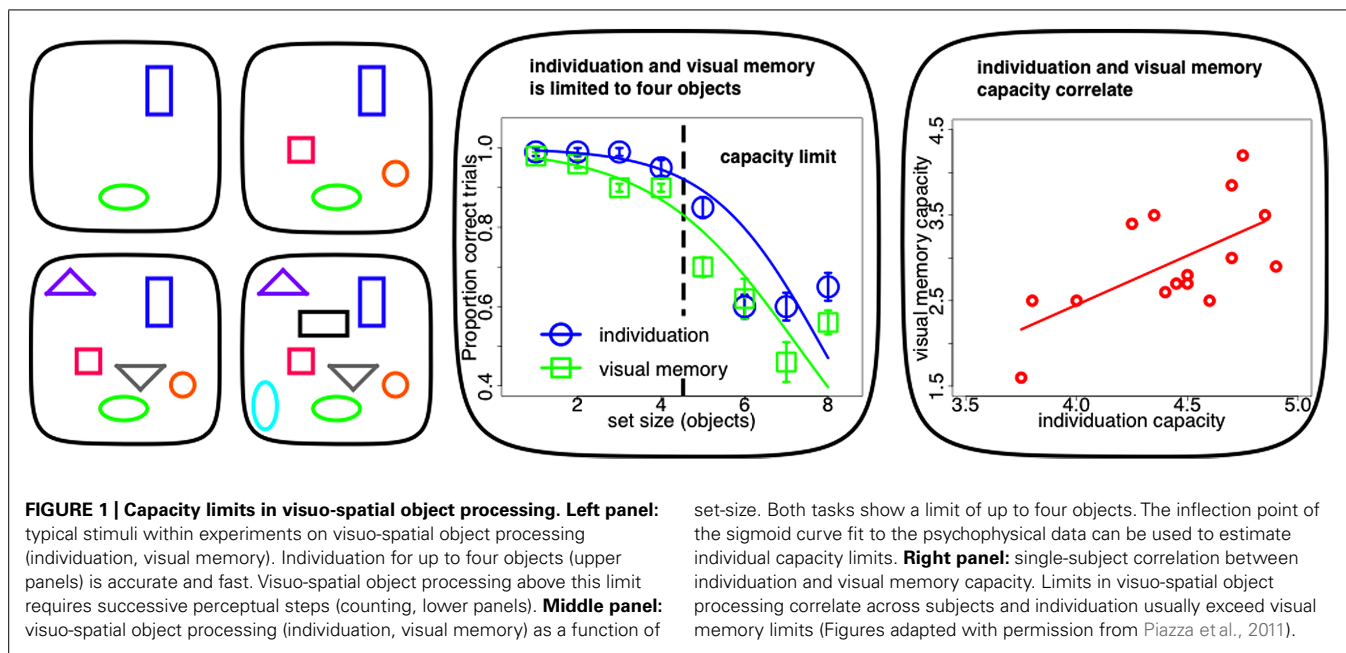 individuation and visual memory
is limited to four objects
capacity limit
Proportion correct trials
1.0
0.8
0.6
0.4
individuation
visual memory
2
4
6
8
set size (objects)
individuation and visual memory
capacity correlate
visual memory capacity
4.5
3.5
2.5
1.5
3.5
4.0
4.5
5.0
individuation capacity
FIGURE 1 | Capacity limits in visuo-spatial object processing. Left panel:
typical stimuli within experiments on visuo-spatial object processing
(individuation, visual memory). Individuation for up to four objects (upper
panels) is accurate and fast. Visuo-spatial object processing above this limit
requires successive perceptual steps (counting, lower panels). Middle panel:
visuo-spatial object processing (individuation, visual memory) as a function of
set-size. Both tasks show a limit of up to four objects. The inflection point of
the sigmoid curve fit to the psychophysical data can be used to estimate
individual capacity limits. Right panel: single-subject correlation between
individuation and visual memory capacity. Limits in visuo-spatial object
processing correlate across subjects and individuation usually exceed visual
memory limits (Figures adapted with permission from Piazza et al., 2011).